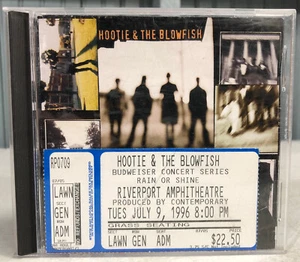 HOOTIE & THE BLOWFISH
RP0709
LAWN
GEN
ADM
HOOTIE & THE BLOWFISH
BUDWEISER CONCERT SERIES
RAIN OR SHINE
RIVERPORT AMPHITHEATRE
PRODUCED BY CONTEMPORARY
TUES JULY 9, 1996 8:00 PM
GRASS SEATING
LAWN GEN ADM $22.50